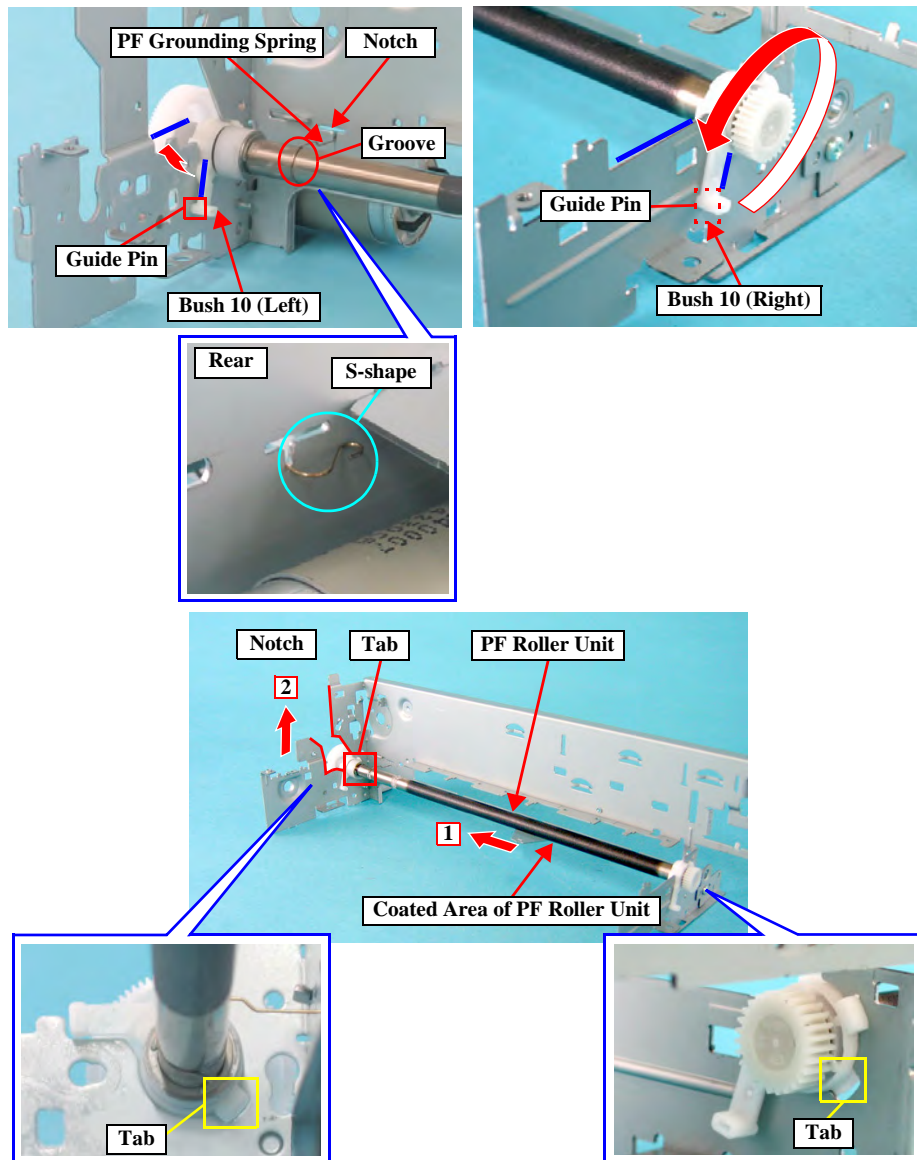 PF Grounding Spring
Notch
Groove
Guide Pin
Bush 10 (Left)
Guide Pin
Bush 10 (Right)
Rear
S-shape
Notch
Tab
PF Roller Unit
2
1
Coated Area of PF Roller Unit
Tab
Tab